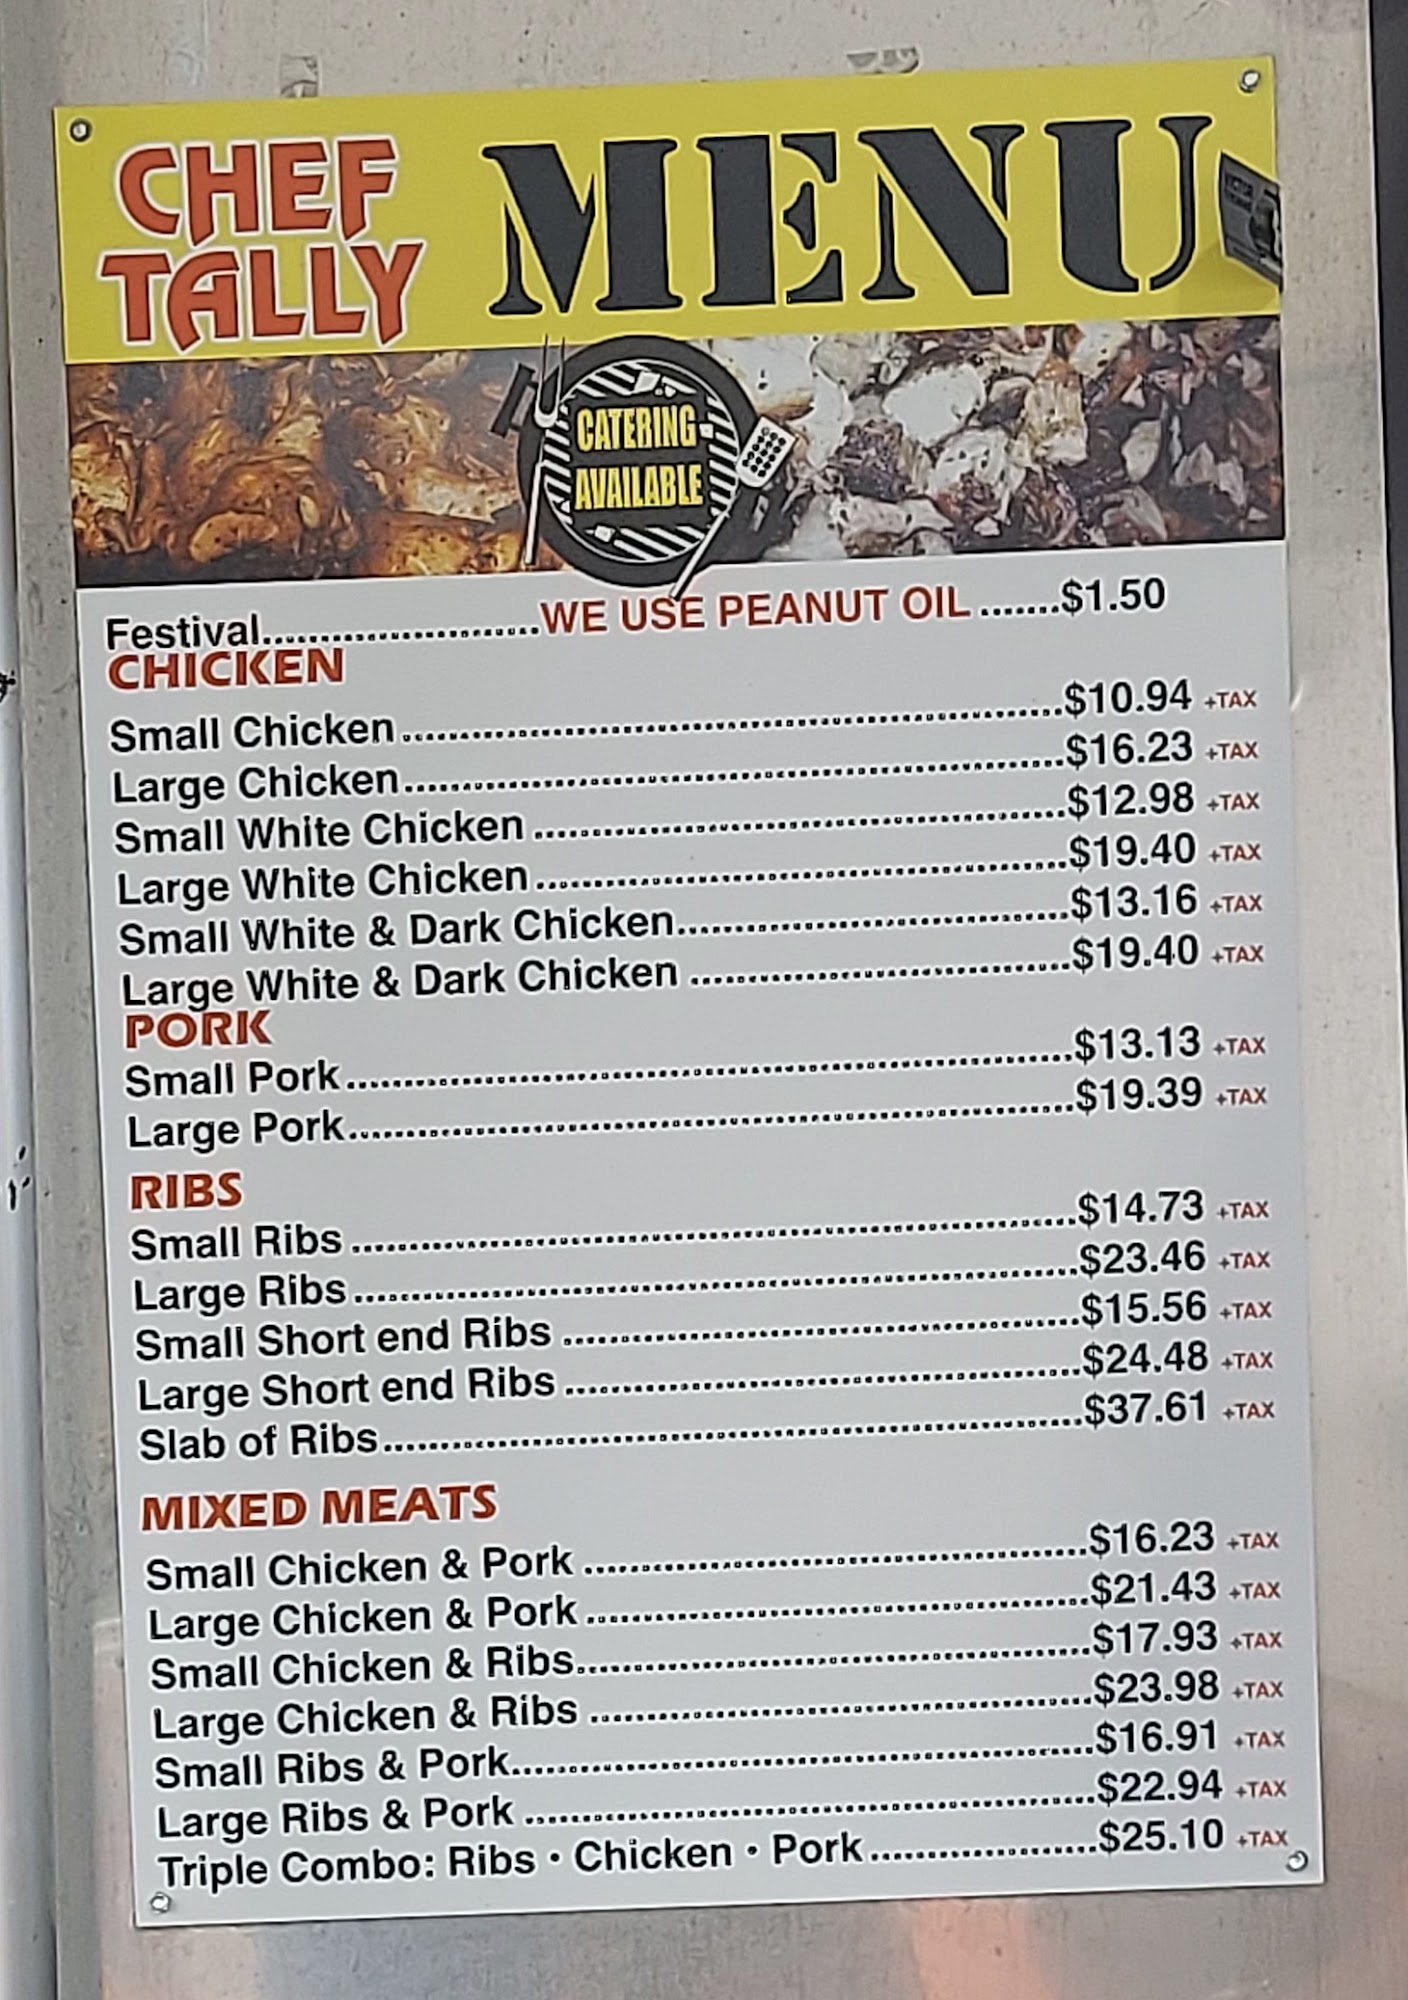 CHEF
TALLY
MENU
CATERING
AVAILABLE
Festival..........................WE USE PEANUT OIL .......$1.50
CHICKEN
Small Chicken..........................$10.94 +TAX
Large Chicken..........................$16.23 +TAX
Small White Chicken ..........................$12.98 +TAX
Large White Chicken..........................$19.40 +TAX
Small White & Dark Chicken..........................$13.16 +TAX
Large White & Dark Chicken ..........................$19.40 +TAX
PORK
Small Pork..........................$13.13 +TAX
Large Pork..........................$19.39 +TAX
RIBS
Small Ribs ..........................$14.73 +TAX
Large Ribs ..........................$23.46 +TAX
Small Short end Ribs ..........................$15.56 +TAX
Large Short end Ribs ..........................$24.48 +TAX
Slab of Ribs..........................$37.61 +TAX
MIXED MEATS
Small Chicken & Pork ..........................$16.23 +TAX
Large Chicken & Pork ..........................$21.43 +TAX
Small Chicken & Ribs..........................$17.93 +TAX
Large Chicken & Ribs ..........................$23.98 +TAX
Small Ribs & Pork..........................$16.91 +TAX
Large Ribs & Pork ..........................$22.94 +TAX
Triple Combo: Ribs • Chicken • Pork....................$25.10 +TAX